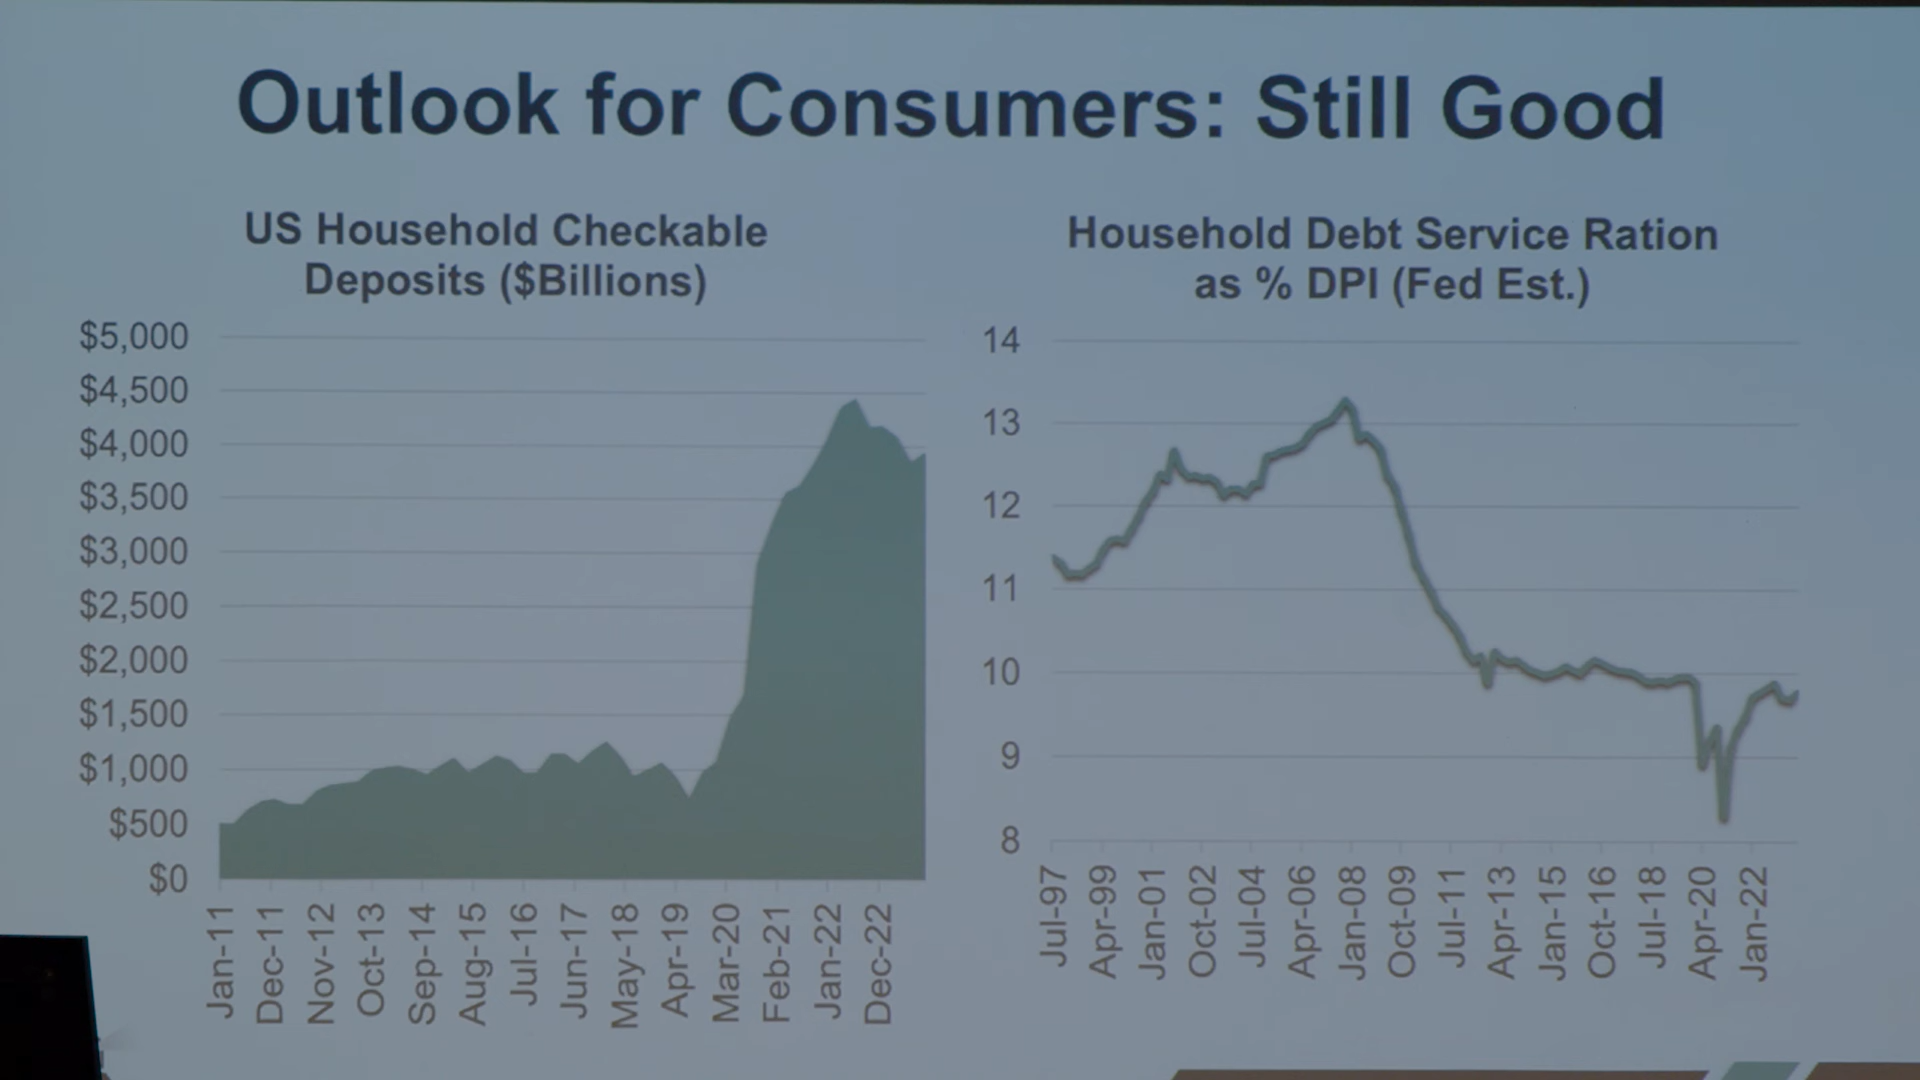 Outlook for Consumers: Still Good
US Household Checkable
Deposits ($Billions)
$5,000
$4,500
$4,000
$3,500
$3,000
$2,500
$2,000
$1,500
$1,000
$500
$0
Jan-11
Dec-11
Nov-12
Oct-13
Sep-14
Aug-15
Jul-16
Jun-17
May-18
Apr-19
Mar-20
Feb-21
Jan-22
Dec-22
Household Debt Service Ration
as % DPI (Fed Est.)
14
13
12
11
10
9
8
Jul-97
Apr-99
Jan-01
Oct-02
Jul-04
Apr-06
Jan-08
Oct-09
Jul-11
Apr-13
Jan-15
Oct-16
Jul-18
Apr-20
Jan-22